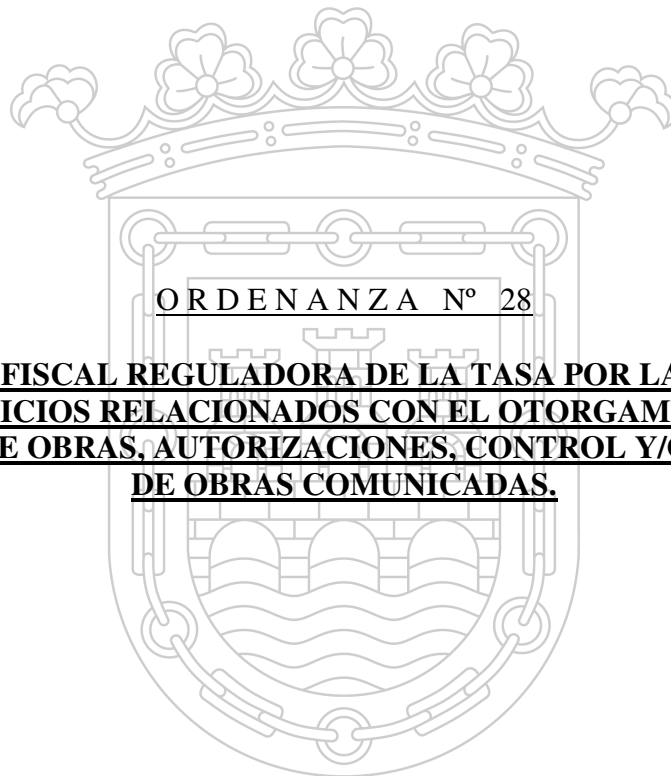 O R D E N A N Z A Nº 28
FISCAL REGULADORA DE LA TASA POR LA
ICIOS RELACIONADOS CON EL OTORGAM
E OBRAS, AUTORIZACIONES, CONTROL Y/
DE OBRAS COMUNICADAS.